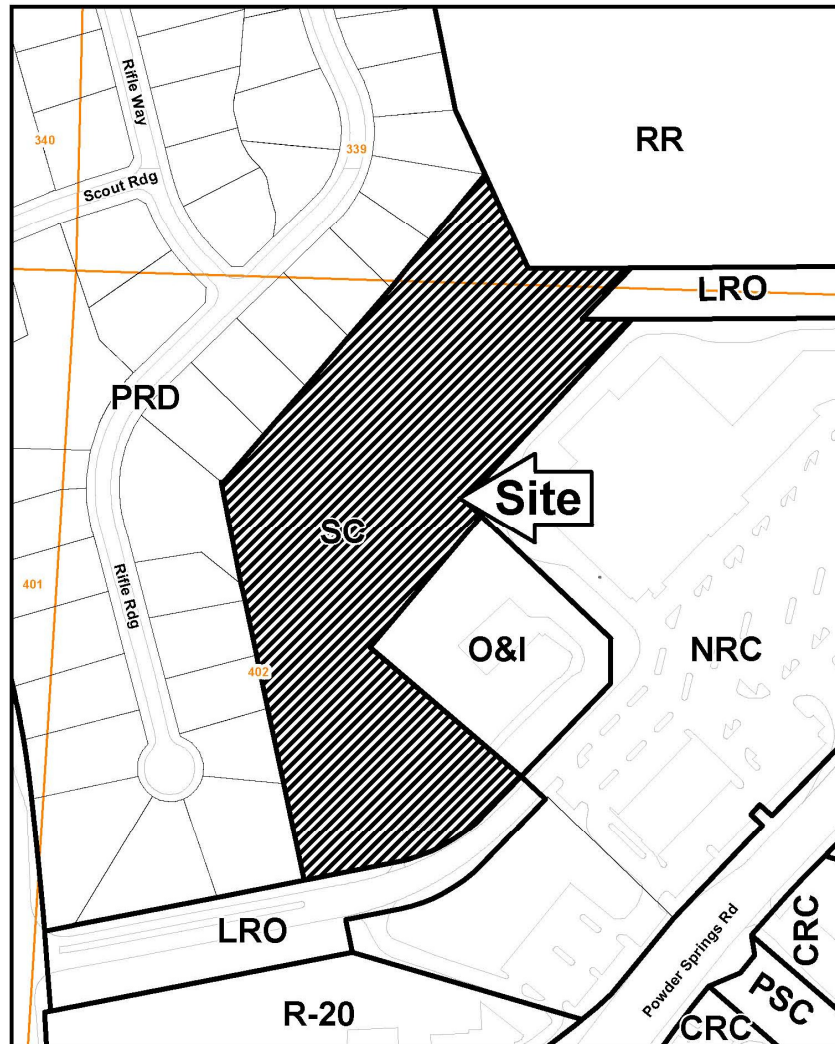 Rifle Way
340
339
RR
Scout Rdg
LRO
PRD
Site
SC
401
Rifle Rdg
402
O&I
NRC
LRO
Powder Springs Rd
CRC
PSC
R-20
CRC